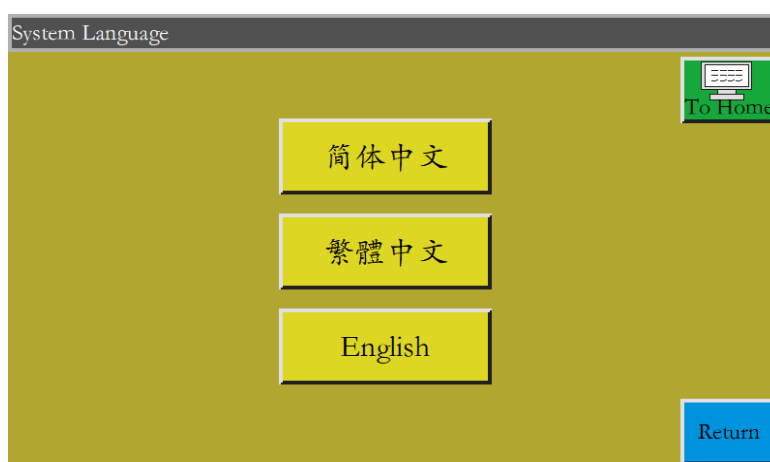 System Language
To Home
简体中文
繁體中文
English
Return